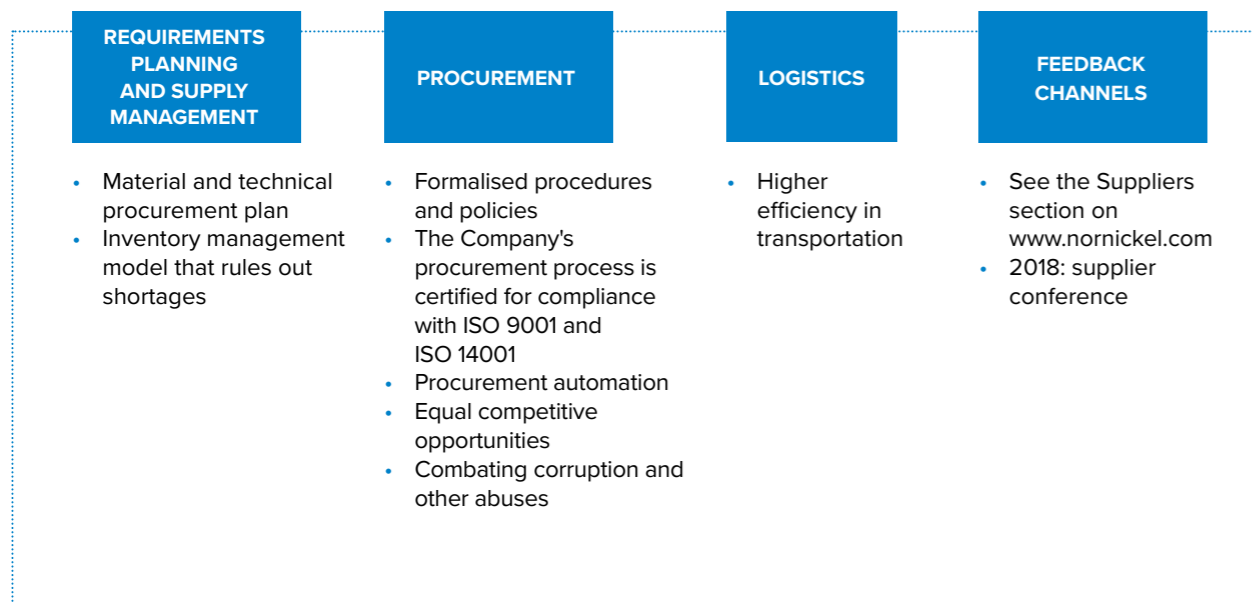 REQUIREMENTS
PLANNING
AND SUPPLY
MANAGEMENT
• Material and technical
procurement plan
• Inventory management
model that rules out
shortages
PROCUREMENT
• Formalised procedures
and policies
• The Company's
procurement process is
certified for compliance
with ISO 9001 and
ISO 14001
• Procurement automation
• Equal competitive
opportunities
• Combating corruption and
other abuses
LOGISTICS
• Higher
efficiency in
transportation
FEEDBACK
CHANNELS
• See the Suppliers
section on
www.nornickel.com
• 2018: supplier
conference